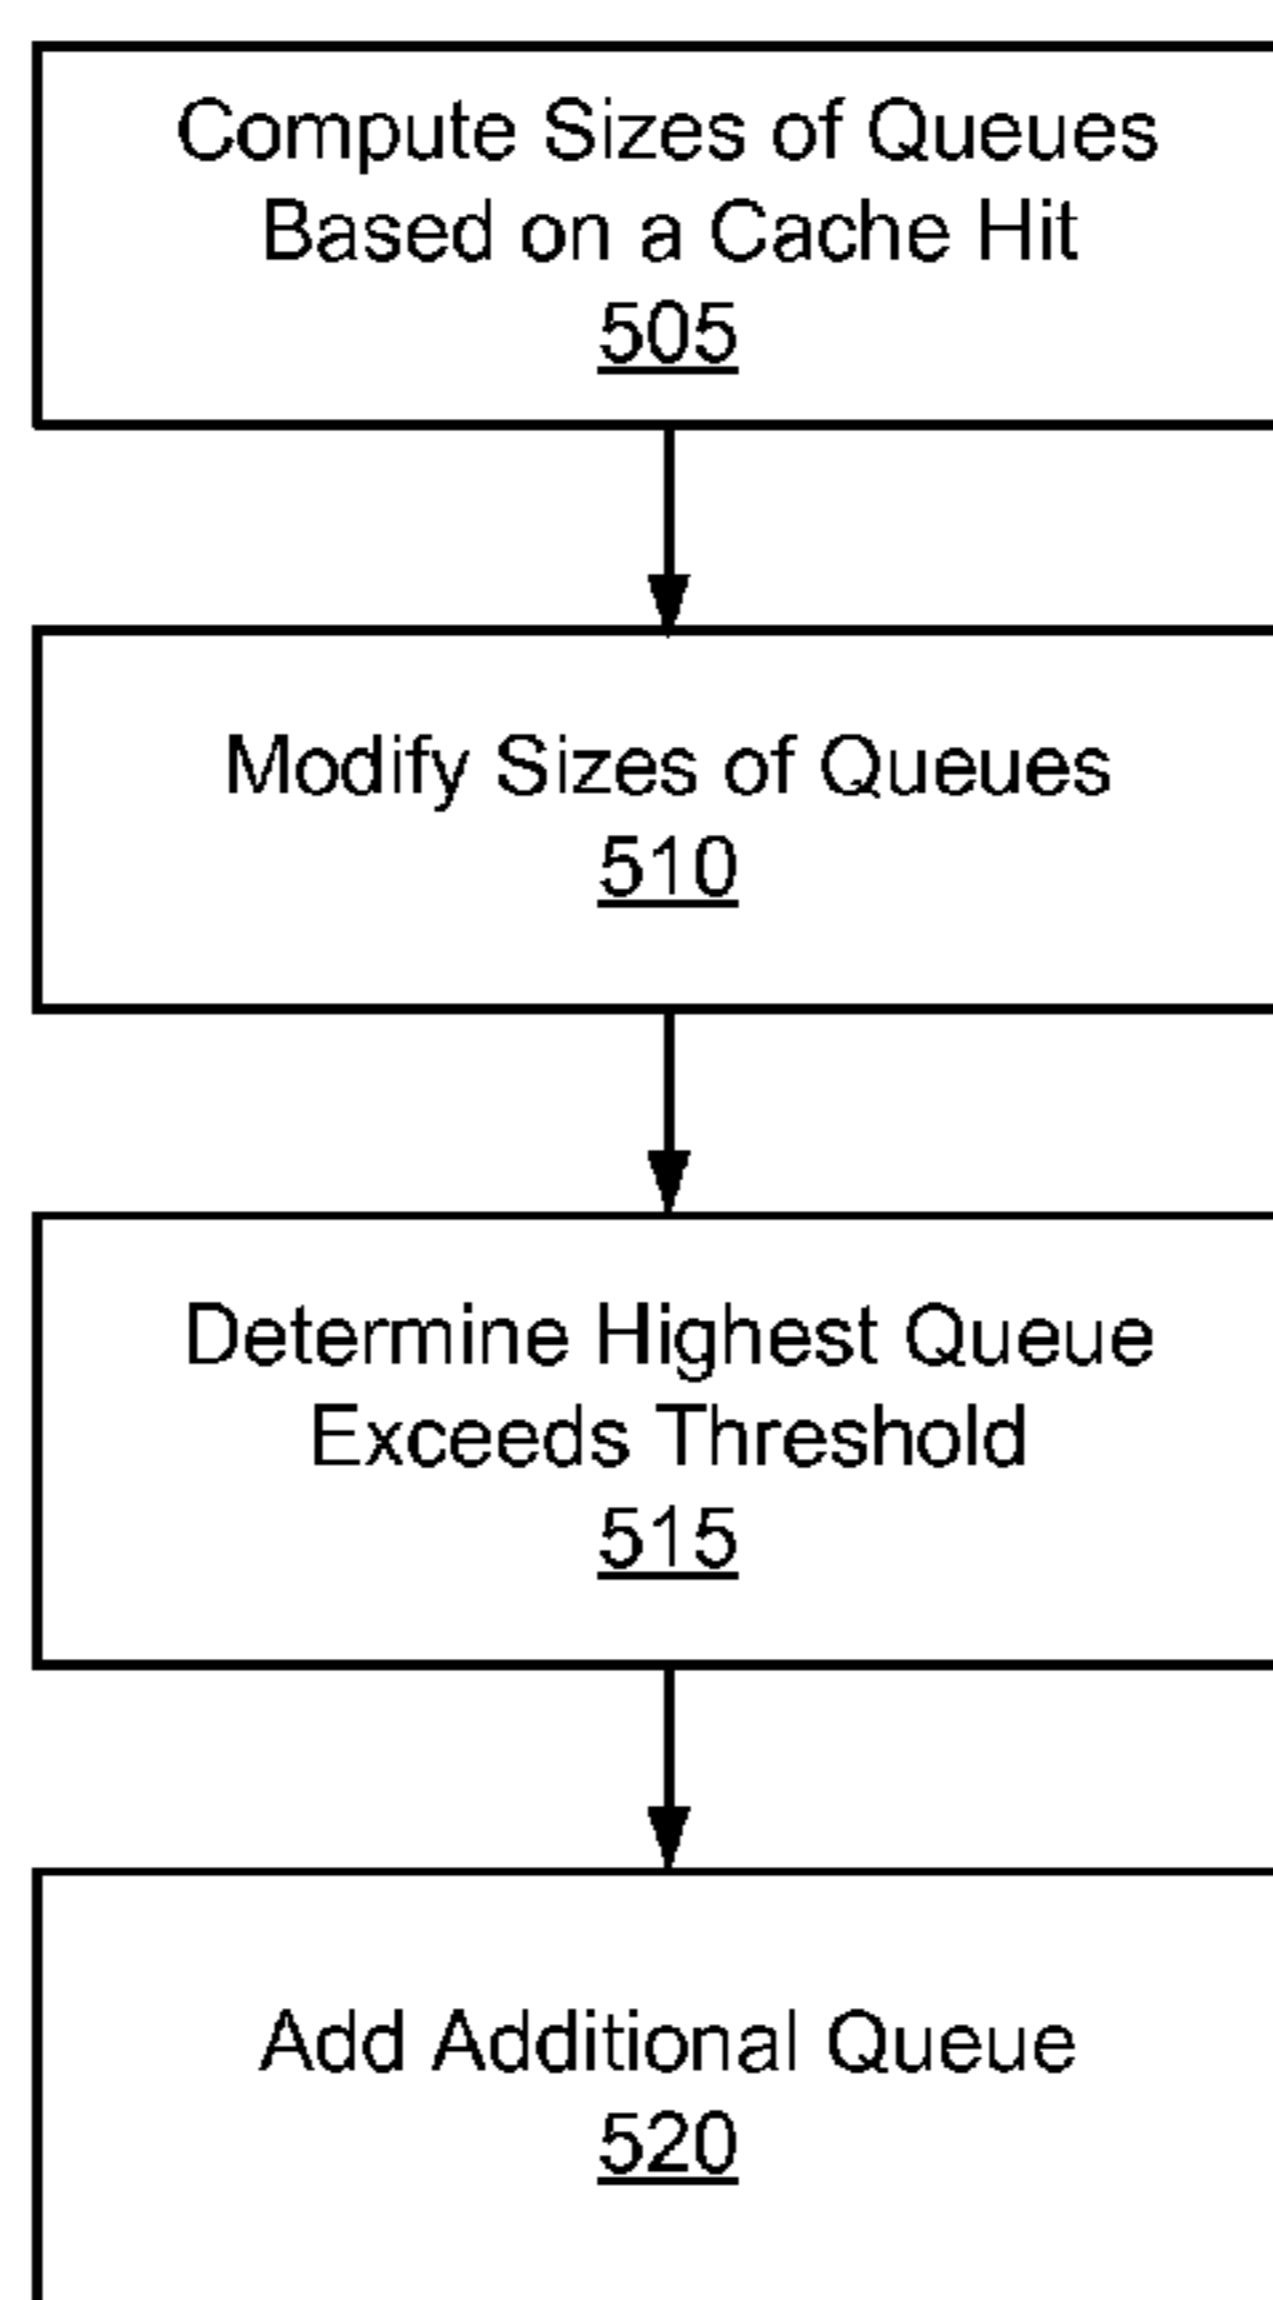 Compute Sizes of Queues
Based on a Cache Hit
505
Modify Sizes of Queues
510
Determine Highest Queue
Exceeds Threshold
515
Add Additional Queue
520